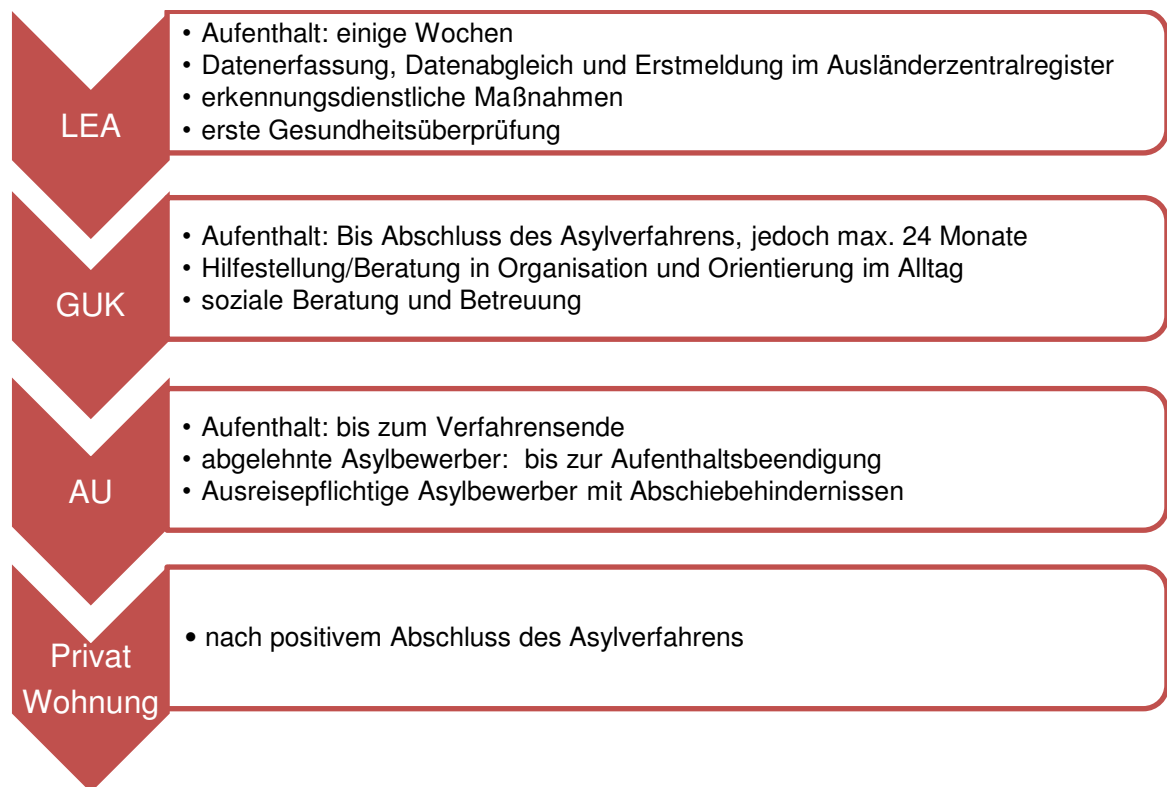 LEA
• Aufenthalt: einige Wochen
• Datenerfassung, Datenabgleich und Erstmeldung im Ausländerzentralregister
• erkennungsdienstliche Maßnahmen
• erste Gesundheitsüberprüfung
GUK
• Aufenthalt: Bis Abschluss des Asylverfahrens, jedoch max. 24 Monate
• Hilfestellung/Beratung in Organisation und Orientierung im Alltag
• soziale Beratung und Betreuung
AU
• Aufenthalt: bis zum Verfahrensende
• abgelehnte Asylbewerber:  bis zur Aufenthaltsbeendigung
• Ausreisepflichtige Asylbewerber mit Abschiebehindernissen
Privat
Wohnung
• nach positivem Abschluss des Asylverfahrens